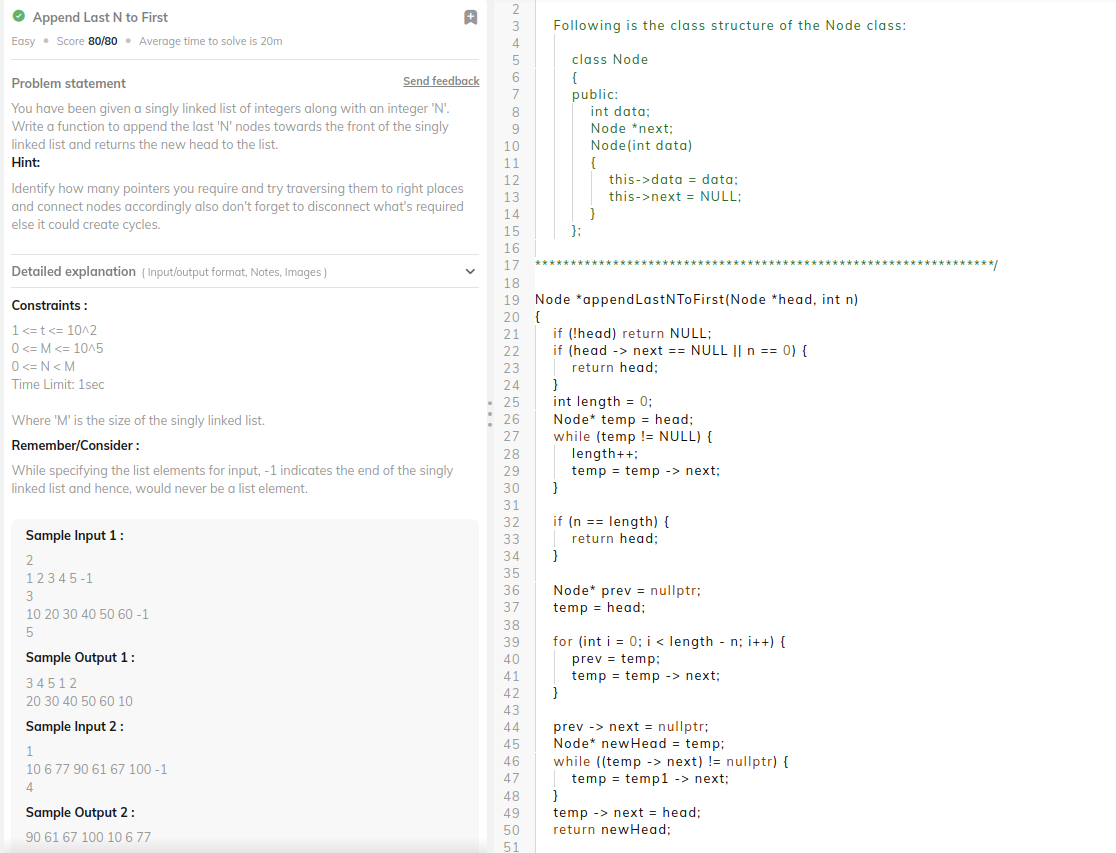 Append Last N to First
Easy • Score 80/80 • Average time to solve is 20m
Problem statement
Send feedback
You have been given a singly linked list of integers along with an integer 'N'.
Write a function to append the last 'N' nodes towards the front of the singly
linked list and returns the new head to the list.
Hint:
Identify how many pointers you require and try traversing them to right places
and connect nodes accordingly also don't forget to disconnect what's required
else it could create cycles.
Detailed explanation ( Input/output format, Notes, Images )
Constraints :
1 <= t <= 10^2
0 <= M <= 10^5
0 <= N < M
Time Limit: 1sec
Where 'M' is the size of the singly linked list.
Remember/Consider :
While specifying the list elements for input, -1 indicates the end of the singly
linked list and hence, would never be a list element.
Sample Input 1 :
2
1 2 3 4 5 -1
3
10 20 30 40 50 60 -1
5
Sample Output 1 :
3 4 5 1 2
20 30 40 50 60 10
Sample Input 2 :
1
10 6 77 90 61 67 100 -1
4
Sample Output 2 :
90 61 67 100 10 6 77
2
3 Following is the class structure of the Node class:
4
5 class Node
6 {
7 public:
8 int data;
9 Node *next;
10 Node(int data)
11 {
12 this->data = data;
13 this->next = NULL;
14 }
15 };
16
17 *****************************************************************/
18
19 Node *appendLastNToFirst(Node *head, int n)
20 {
21 if (!head) return NULL;
22 if (head -> next == NULL || n == 0) {
23 return head;
24 }
25 int length = 0;
26 Node* temp = head;
27 while (temp != NULL) {
28 length++;
29 temp = temp -> next;
30 }
31
32 if (n == length) {
33 return head;
34 }
35
36 Node* prev = nullptr;
37 temp = head;
38
39 for (int i = 0; i < length - n; i++) {
40 prev = temp;
41 temp = temp -> next;
42 }
43
44 prev -> next = nullptr;
45 Node* newHead = temp;
46 while ((temp -> next) != nullptr) {
47 temp = temp1 -> next;
48 }
49 temp -> next = head;
50 return newHead;
51